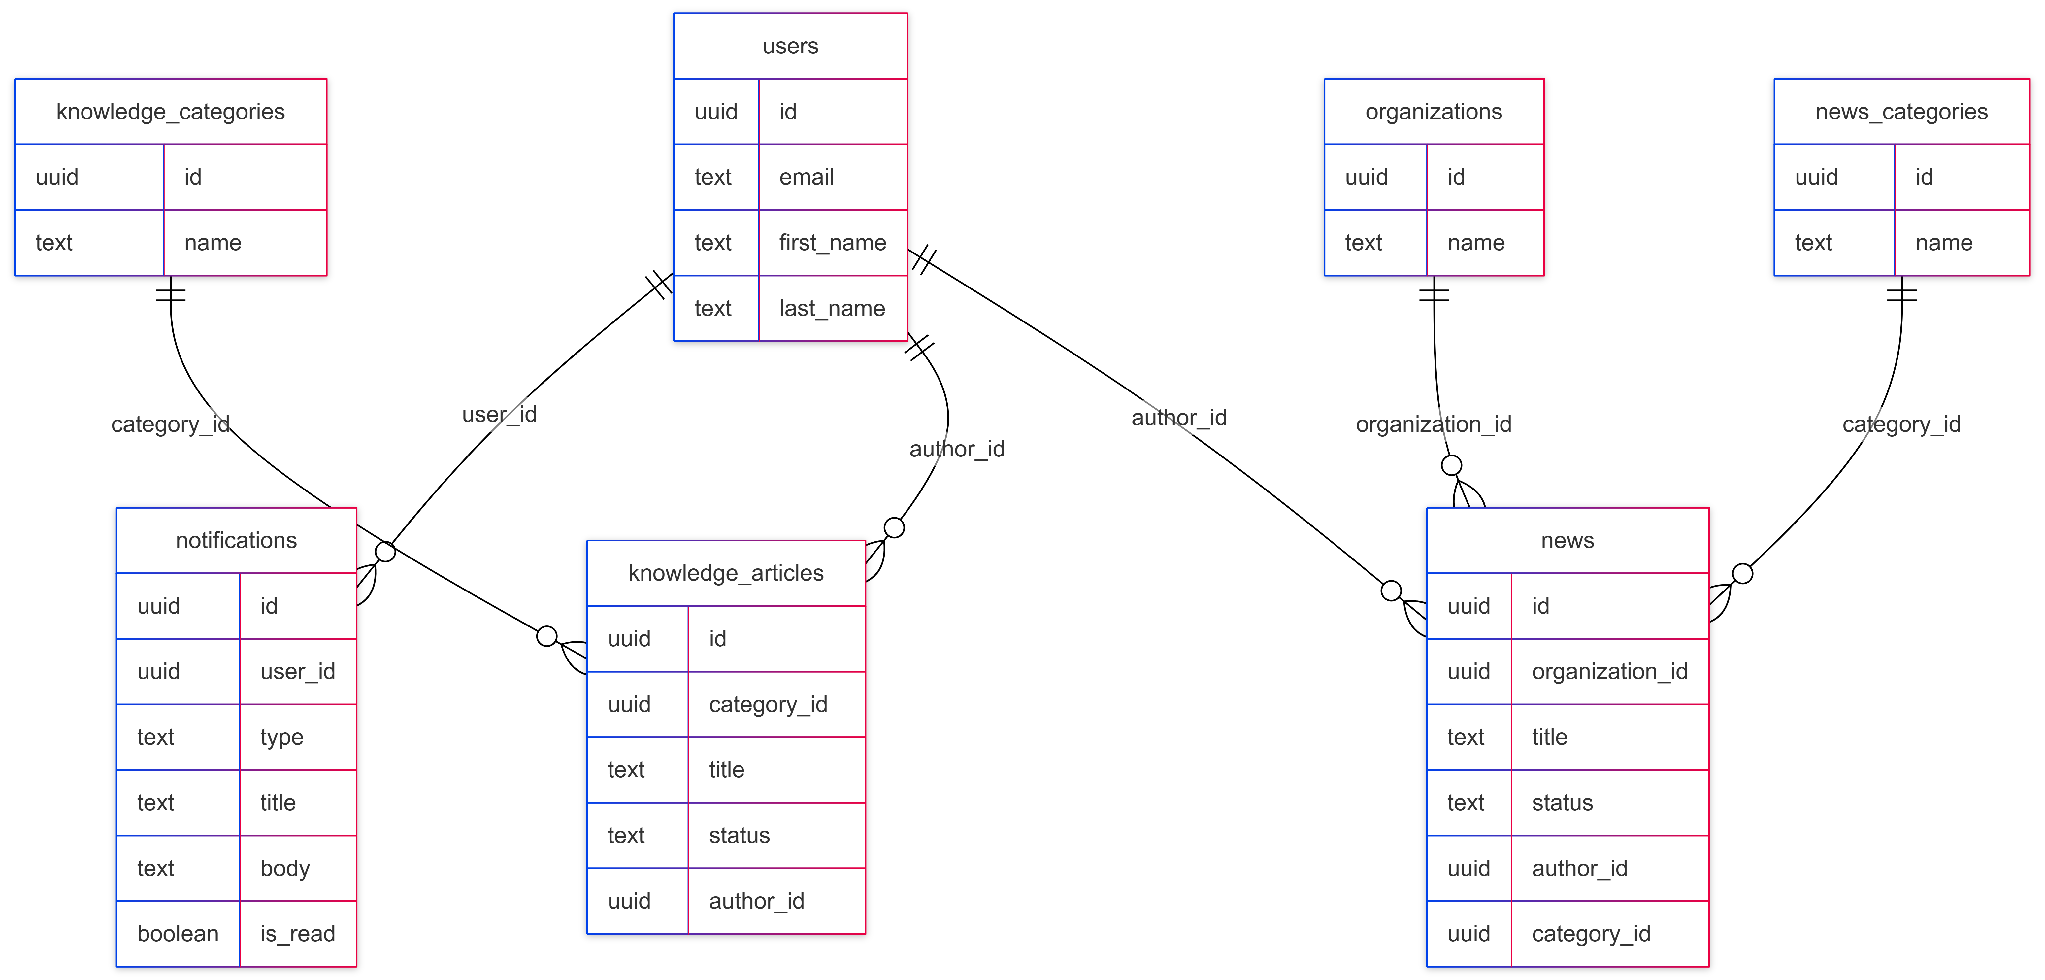 users
uuid id
text email
text first_name
text last_name
knowledge_categories
uuid id
text name
organizations
uuid id
text name
news_categories
uuid id
text name
category_id
user_id
author_id
author_id
organization_id
category_id
notifications
uuid id
uuid user_id
text type
text title
text body
boolean is_read
knowledge_articles
uuid id
uuid category_id
text title
text status
uuid author_id
news
uuid id
uuid organization_id
text title
text status
uuid author_id
uuid category_id